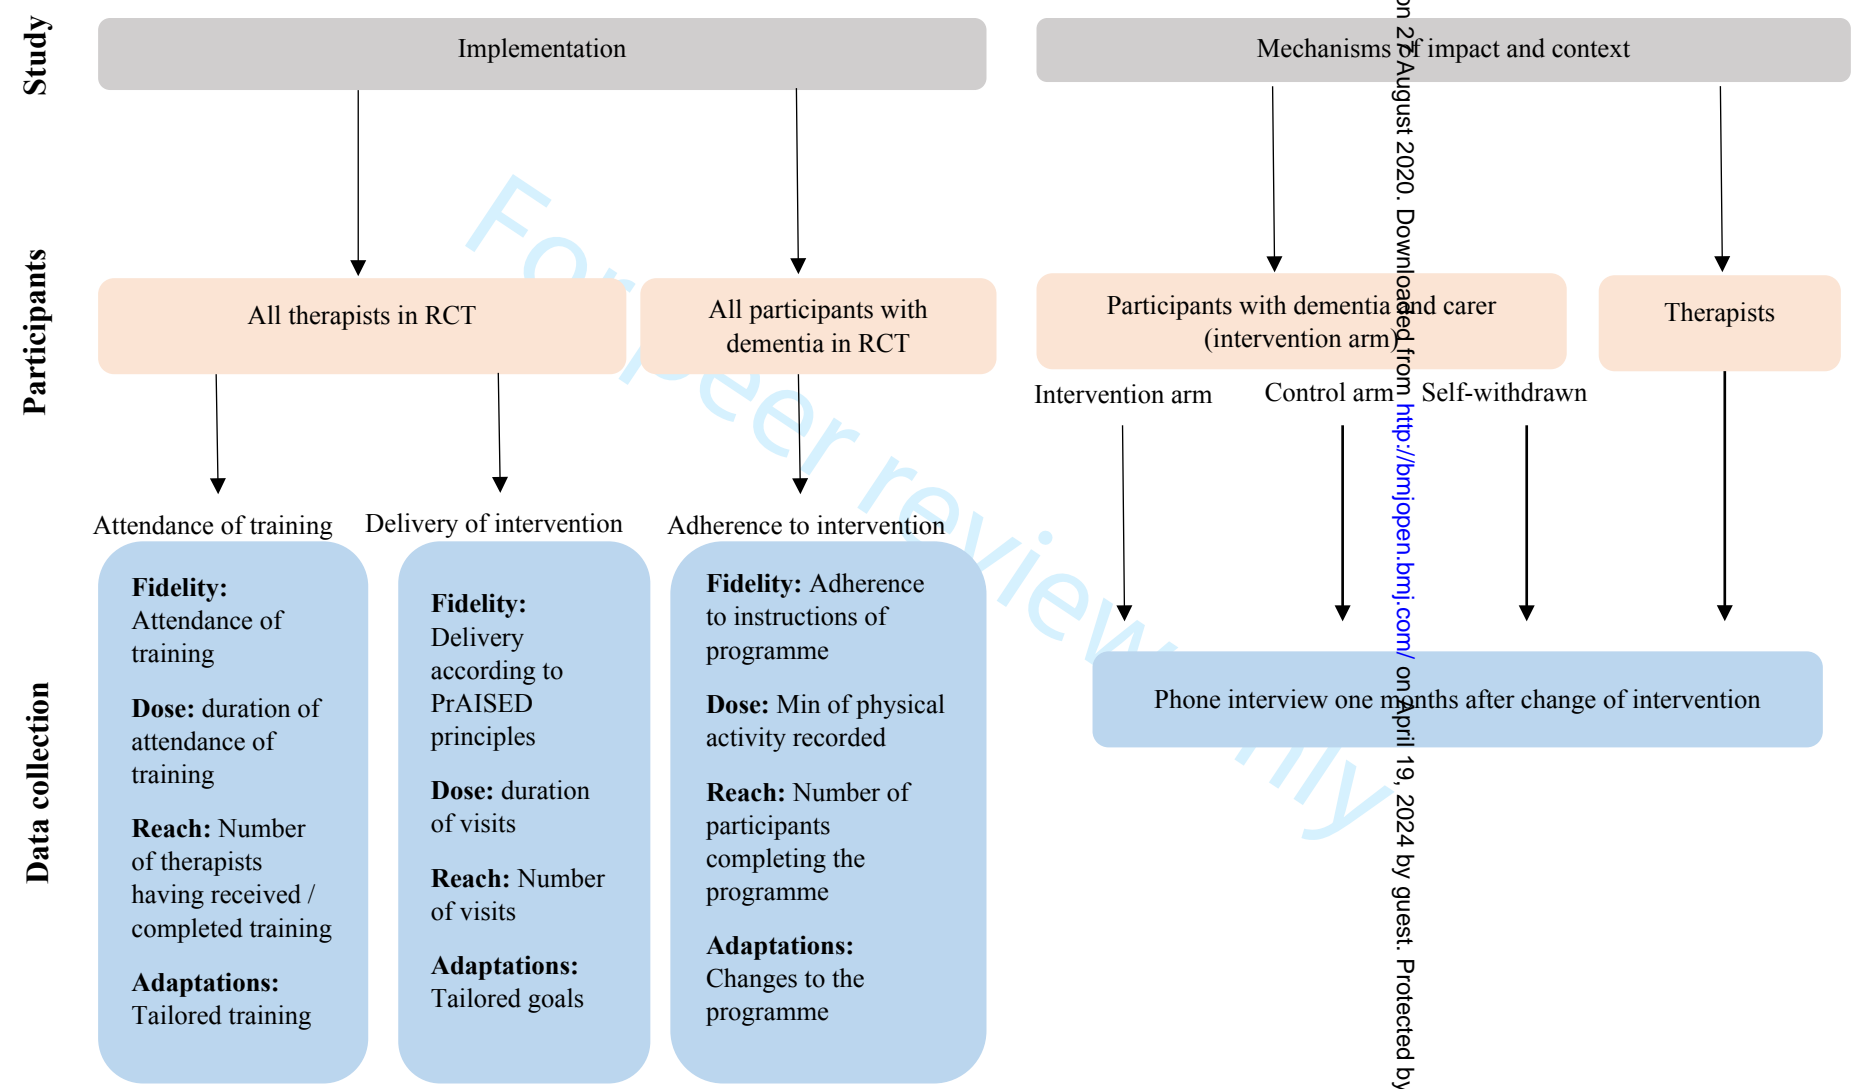 Study
Implementation
Mechanisms of impact and context
Participants
All therapists in RCT
All participants with
dementia in RCT
Participants with dementia and carer
(intervention arm)
Therapists
Intervention arm
Control arm
Self-withdrawn
Data collection
Attendance of training
Fidelity:
Attendance of
training
Dose: duration of
attendance of
training
Reach: Number
of therapists
having received /
completed training
Adaptations:
Tailored training
Delivery of intervention
Fidelity:
Delivery
according to
PrAISED
principles
Dose: duration
of visits
Reach: Number
of visits
Adaptations:
Tailored goals
Adherence to intervention
Fidelity: Adherence
to instructions of
programme
Dose: Min of physical
activity recorded
Reach: Number of
participants
completing the
programme
Adaptations:
Changes to the
programme
Phone interview one months after change of intervention
For peer review only
on 27 August 2020. Downloaded from http://bmjopen.bmj.com/ on April 19, 2024 by guest. Protected by